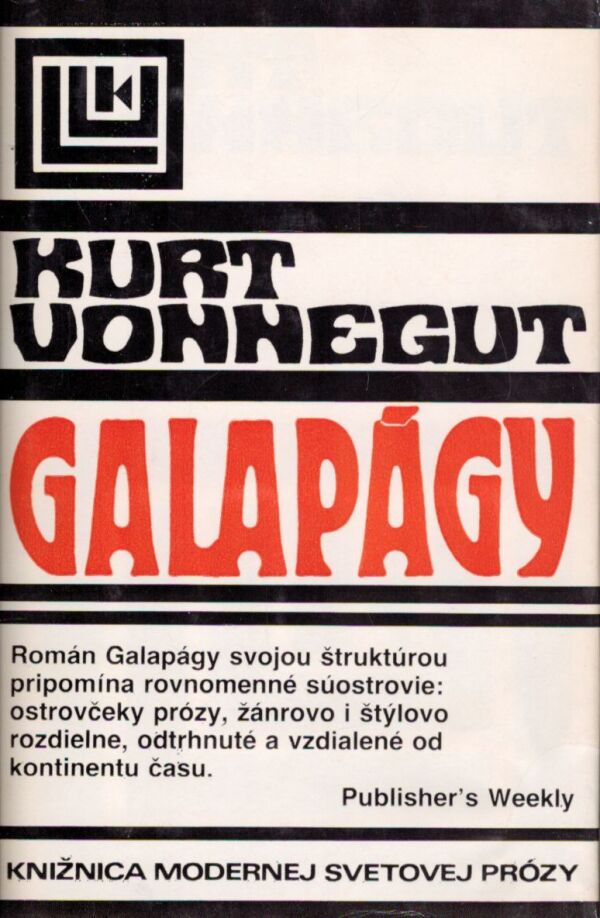 KURT
VONNEGUT
GALAPÁGY
Román Galapágy svojou štruktúrou
pripomína rovnomenné súostrovie:
ostrovčeky prózy, žánrovo i štýlovo
rozdielne, odtrhnuté a vzdialené od
kontinentu času.
Publisher's Weekly
KNIŽNICA MODERNEJ SVETOVEJ PRÓZY